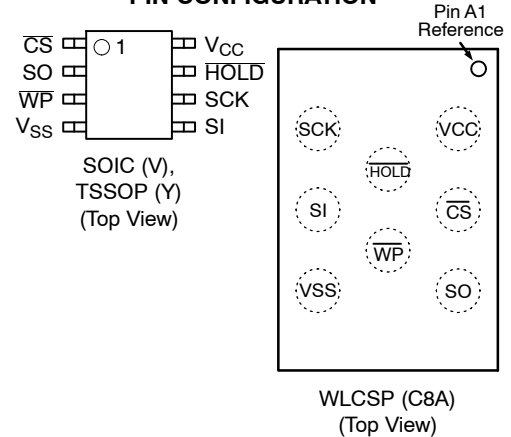 PIN CONFIGURATION
CS
SO
WP
VSS
1
VCC
HOLD
SCK
SI
SOIC (V),
TSSOP (Y)
(Top View)
Pin A1
Reference
SCK
VCC
HOLD
SI
CS
WP
VSS
SO
WLCSP (C8A)
(Top View)